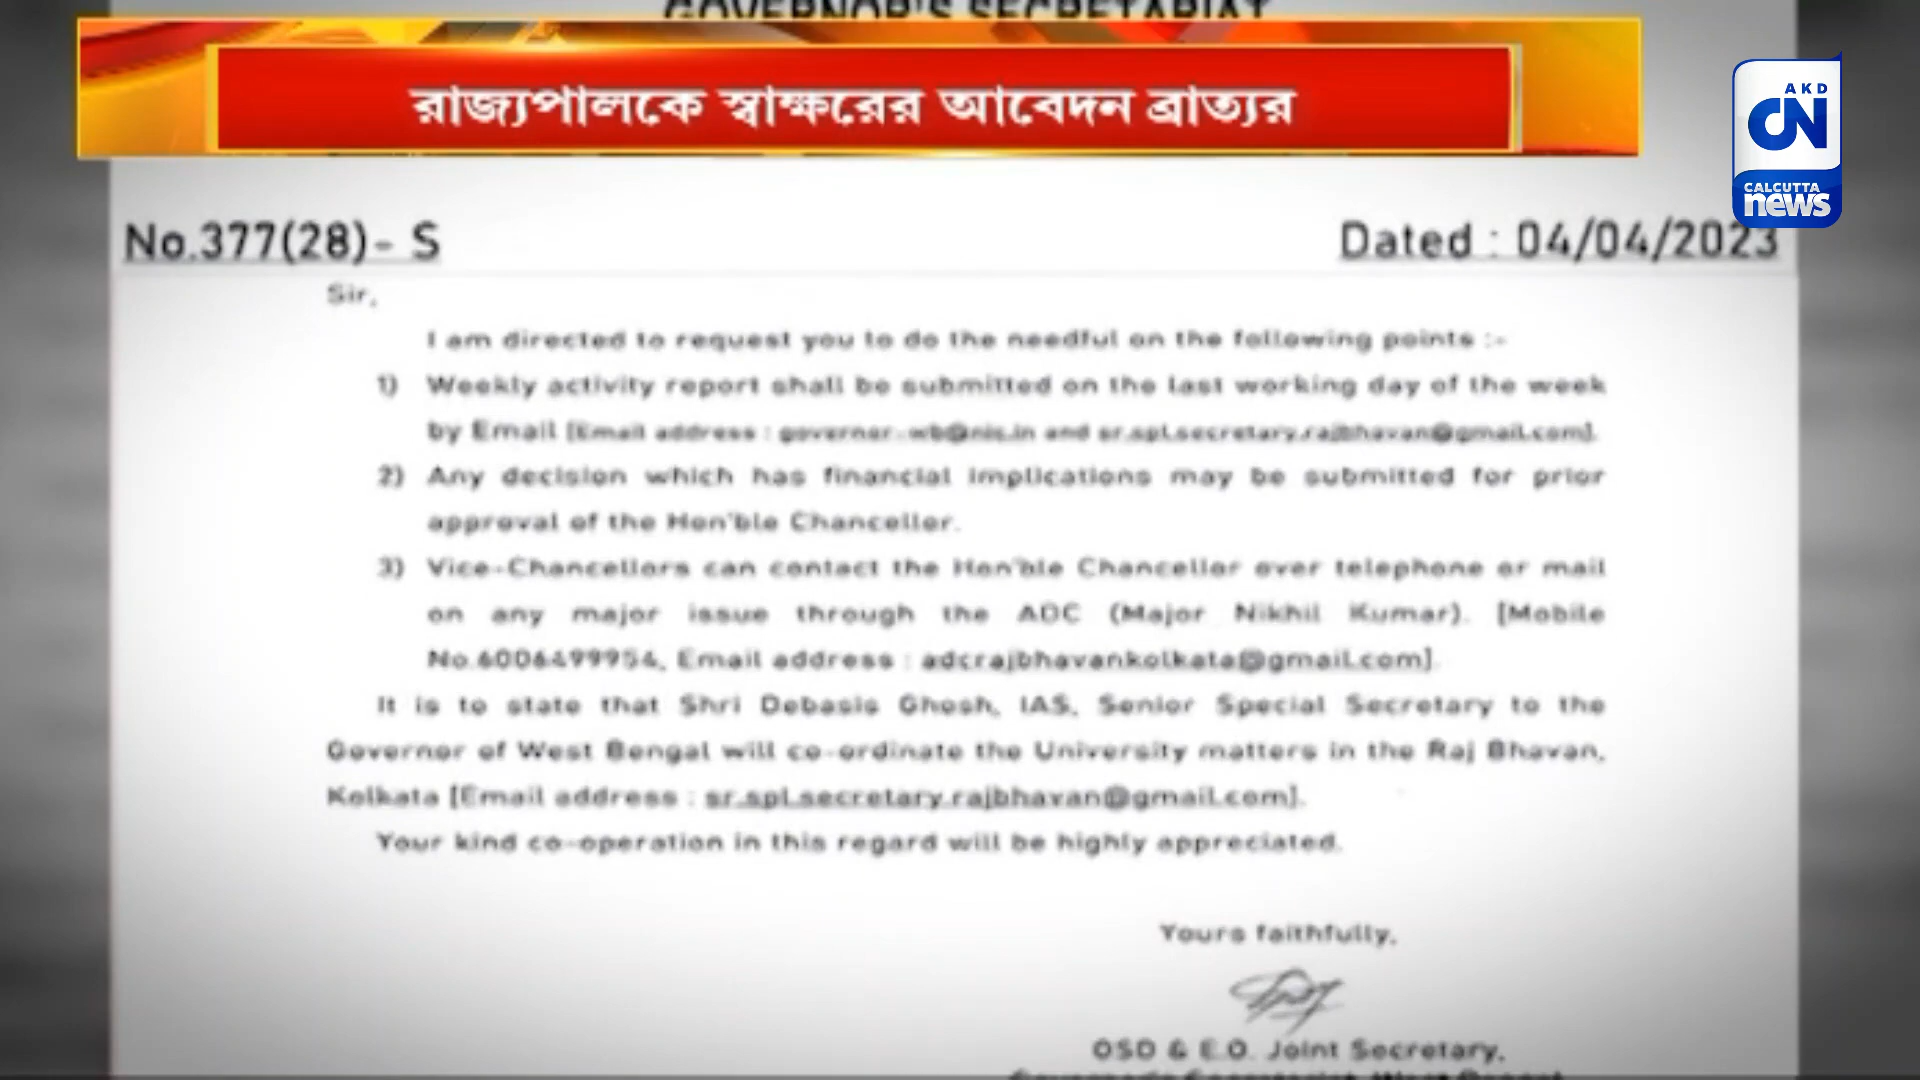 GOVERNOR'S SECRETARIAT
রাজ্যপালকে স্বাক্ষরের আবেদন ব্রাত্যর
AKD
CN
CALCUTTA
news
No.377(28)- S
Dated : 04/04/2023
Sir,
I am directed to request you to do the needful on the following points :-
1) Weekly activity report shall be submitted on the last working day of the week
by Email [Email address : governor-wb@nic.in and sr.spl.secretary.rajbhavan@gmail.com].
2) Any decision which has financial implications may be submitted for prior
approval of the Hon'ble Chancellor.
3) Vice-Chancellors can contact the Hon'ble Chancellor over telephone or mail
on any major issue through the ADC (Major Nikhil Kumar). [Mobile
No.6006499954, Email address : adcrajbhavankolkata@gmail.com].
It is to state that Shri Debasis Ghosh, IAS, Senior Special Secretary to the
Governor of West Bengal will co-ordinate the University matters in the Raj Bhavan,
Kolkata [Email address : sr.spl.secretary.rajbhavan@gmail.com].
Your kind co-operation in this regard will be highly appreciated.
Yours faithfully,
OSD & E.O. Joint Secretary,
Governor's Secretariat, West Bengal